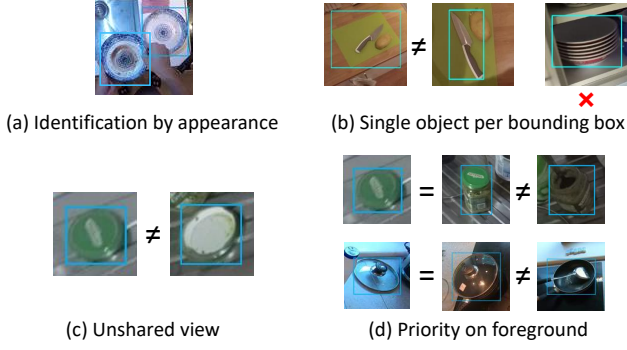 ≠
×
(a) Identification by appearance
(b) Single object per bounding box
≠
= ≠
= ≠
(c) Unshared view
(d) Priority on foreground